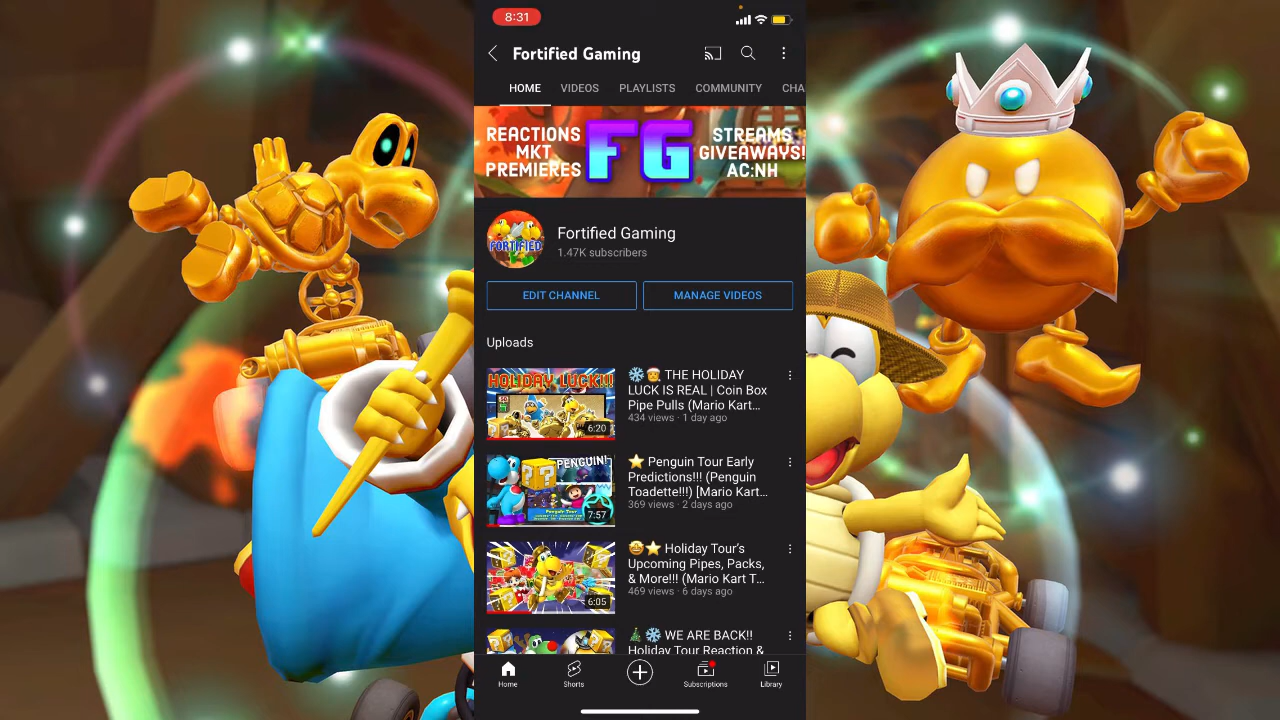 8:31
Fortified Gaming
HOME VIDEOS PLAYLISTS COMMUNITY CHA
REACTIONS
MKT
PREMIERES
FG
STREAMS
GIVEAWAYS!
AC:NH
FORTIFIED
Fortified Gaming
1.47K subscribers
EDIT CHANNEL MANAGE VIDEOS
Uploads
HOLIDAY LUCK!!!
6:20
❄️🤶 THE HOLIDAY
LUCK IS REAL | Coin Box
Pipe Pulls (Mario Kart...
434 views · 1 day ago
PENGUIN!
Penguin Tour
7:57
⭐ Penguin Tour Early
Predictions!!! (Penguin
Toadette!!!) [Mario Kart...
369 views · 2 days ago
6:05
🤩⭐ Holiday Tour's
Upcoming Pipes, Packs,
& More!!! (Mario Kart T...
469 views · 6 days ago
🎄❄️ WE ARE BACK!!
Holiday Tour Reaction &
Home Shorts Subscriptions Library